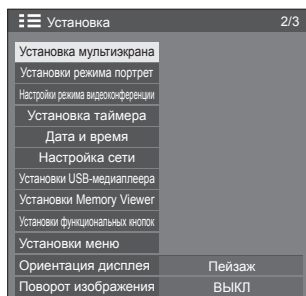 Установка 2/3
Установка мультиэкрана
Установки режима портрет
Настройки режима видеоконференции
Установка таймера
Дата и время
Настройка сети
Установки USB-медиаплеера
Установки Memory Viewer
Установки функциональных кнопок
Установки меню
Ориентация дисплея Пейзаж
Поворот изображения ВЫКЛ